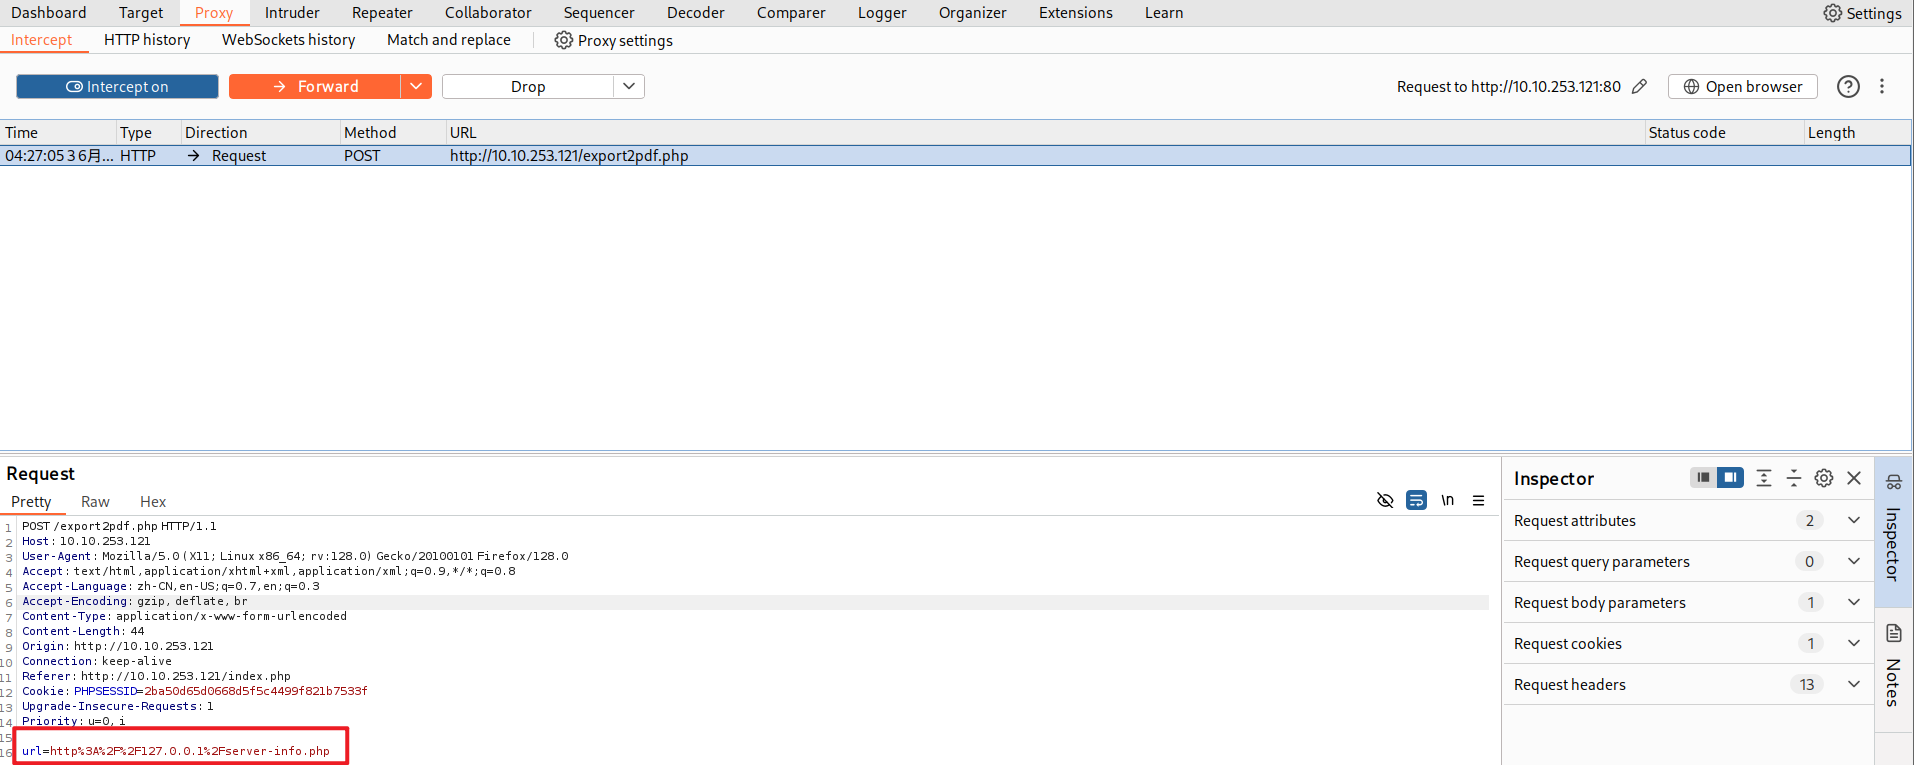 Dashboard Target Proxy Intruder Repeater Collaborator Sequencer Decoder Comparer Logger Organizer Extensions Learn Settings
Intercept HTTP history WebSockets history Match and replace Proxy settings
Intercept on Forward Drop Request to http://10.10.253.121:80 Open browser
Time Type Direction Method URL Status code Length
04:27:05 3 6月... HTTP → Request POST http://10.10.253.121/export2pdf.php
Request
Pretty Raw Hex \n
1 POST /export2pdf.php HTTP/1.1
2 Host: 10.10.253.121
3 User-Agent: Mozilla/5.0 (X11; Linux x86_64; rv:128.0) Gecko/20100101 Firefox/128.0
4 Accept: text/html,application/xhtml+xml,application/xml;q=0.9,*/*;q=0.8
5 Accept-Language: zh-CN,en-US;q=0.7,en;q=0.3
6 Accept-Encoding: gzip, deflate, br
7 Content-Type: application/x-www-form-urlencoded
8 Content-Length: 44
9 Origin: http://10.10.253.121
10 Connection: keep-alive
11 Referer: http://10.10.253.121/index.php
12 Cookie: PHPSESSID=2ba50d65d0668d5f5c4499f821b7533f
13 Upgrade-Insecure-Requests: 1
14 Priority: u=0, i
15
16 url=http%3A%2F%2F127.0.0.1%2Fserver-info.php
Inspector
Request attributes 2
Request query parameters 0
Request body parameters 1
Request cookies 1
Request headers 13
Inspector
Notes